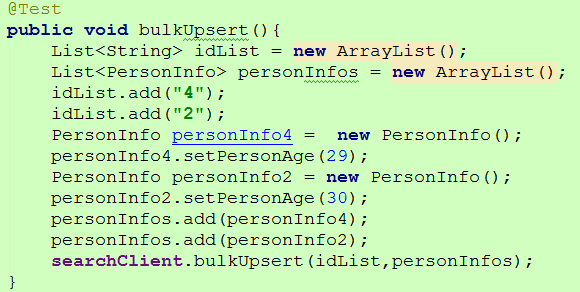 @Test
public void bulkUpsert(){
    List<String> idList = new ArrayList();
    List<PersonInfo> personInfos = new ArrayList();
    idList.add("4");
    idList.add("2");
    PersonInfo personInfo4 =  new PersonInfo();
    personInfo4.setPersonAge(29);
    PersonInfo personInfo2 = new PersonInfo();
    personInfo2.setPersonAge(30);
    personInfos.add(personInfo4);
    personInfos.add(personInfo2);
    searchClient.bulkUpsert(idList,personInfos);
}